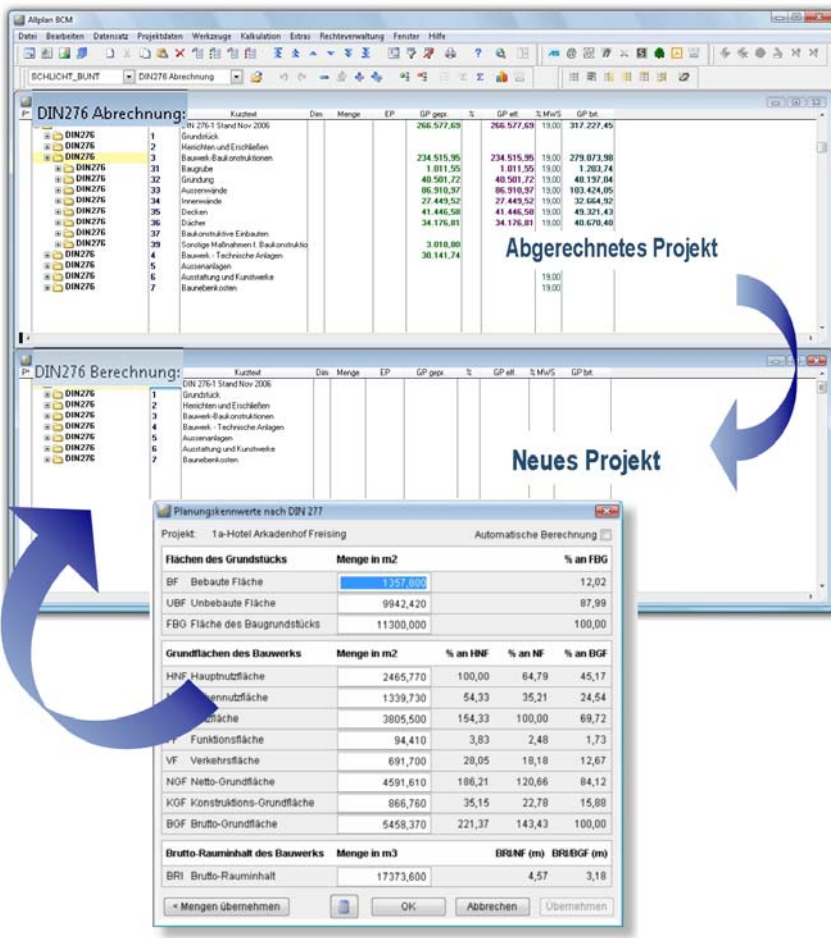 Allplan BCM
Datei Bearbeiten Datensatz Projektdaten Werkzeuge Kalkulation Extras Rechteverwaltung Fenster Hilfe
SCHLICHT_BUNT DIN276 Abrechnung
DIN276 Abrechnung:
Kurztext Dim Menge EP GP gepr. % GP eff. % MWS GP brt.
DIN 276-1 Stand Nov 2006 266.577,69 266.577,69 19,00 317.227,45
DIN276 1 Grundstück
DIN276 2 Herrichten und Erschließen
DIN276 3 Bauwerk-Baukonstruktionen 234.515,95 234.515,95 19,00 279.073,98
DIN276 31 Baugrube 1.011,55 1.011,55 19,00 1.203,74
DIN276 32 Gründung 40.501,72 40.501,72 19,00 48.197,04
DIN276 33 Aussenwände 86.910,97 86.910,97 19,00 103.424,05
DIN276 34 Innenwände 27.449,52 27.449,52 19,00 32.664,92
DIN276 35 Decken 41.446,58 41.446,58 19,00 49.321,43
DIN276 36 Dächer 34.176,81 34.176,81 19,00 40.670,40
DIN276 37 Baukonstruktive Einbauten
DIN276 39 Sonstige Maßnahmen f. Baukonstruktio 3.018,80
DIN276 4 Bauwerk - Technische Anlagen 30.141,74
DIN276 5 Aussenanlagen
DIN276 6 Ausstattung und Kunstwerke 19,00
DIN276 7 Baunebenkosten 19,00
Abgerechnetes Projekt
DIN276 Berechnung:
Kurztext Dim Menge EP GP gepr. % GP eff. % MWS GP brt.
DIN 276-1 Stand Nov 2006
DIN276 1 Grundstück
DIN276 2 Herrichten und Erschließen
DIN276 3 Bauwerk-Baukonstruktionen
DIN276 4 Bauwerk - Technische Anlagen
DIN276 5 Aussenanlagen
DIN276 6 Ausstattung und Kunstwerke
DIN276 7 Baunebenkosten
Neues Projekt
Planungskennwerte nach DIN 277
Projekt: 1a-Hotel Arkadenhof Freising Automatische Berechnung
Flächen des Grundstücks Menge in m2 % an FBG
BF Bebaute Fläche 1357,800 12,02
UBF Unbebaute Fläche 9942,420 87,99
FBG Fläche des Baugrundstücks 11300,000 100,00
Grundflächen des Bauwerks Menge in m2 % an HNF % an NF % an BGF
HNF Hauptnutzfläche 2465,770 100,00 64,79 45,17
ennutzfläche 1339,730 54,33 35,21 24,54
fläche 3805,500 154,33 100,00 69,72
Funktionsfläche 94,410 3,83 2,48 1,73
VF Verkehrsfläche 691,700 28,05 18,18 12,67
NGF Netto-Grundfläche 4591,610 186,21 120,66 84,12
KGF Konstruktions-Grundfläche 866,760 35,15 22,78 15,88
BGF Brutto-Grundfläche 5458,370 221,37 143,43 100,00
Brutto-Rauminhalt des Bauwerks Menge in m3 BRI/NF (m) BRI/BGF (m)
BRI Brutto-Rauminhalt 17373,600 4,57 3,18
< Mengen übernehmen OK Abbrechen Übernehmen